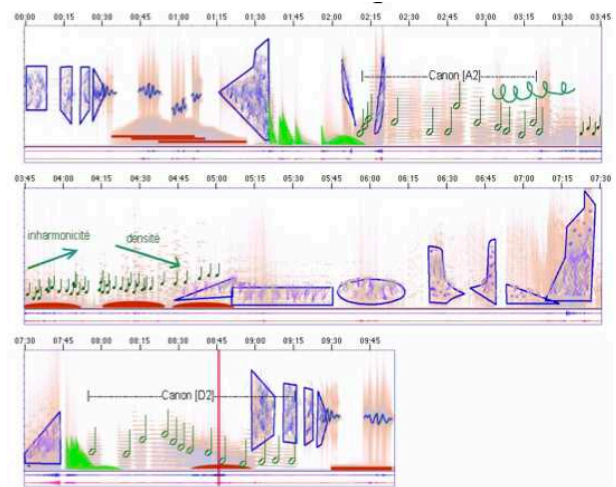 00:00 00:15 00:30 00:45 01:00 01:15 01:30 01:45 02:00 02:15 02:30 02:45 03:00 03:15 03:30 03:45
Canon [A2]
03:45 04:00 04:15 04:30 04:45 05:00 05:15 05:30 05:45 06:00 06:15 06:30 06:45 07:00 07:15 07:30
inharmonicité
densité
07:30 07:45 08:00 08:15 08:30 08:45 09:00 09:15 09:30 09:45
Canon [D2]